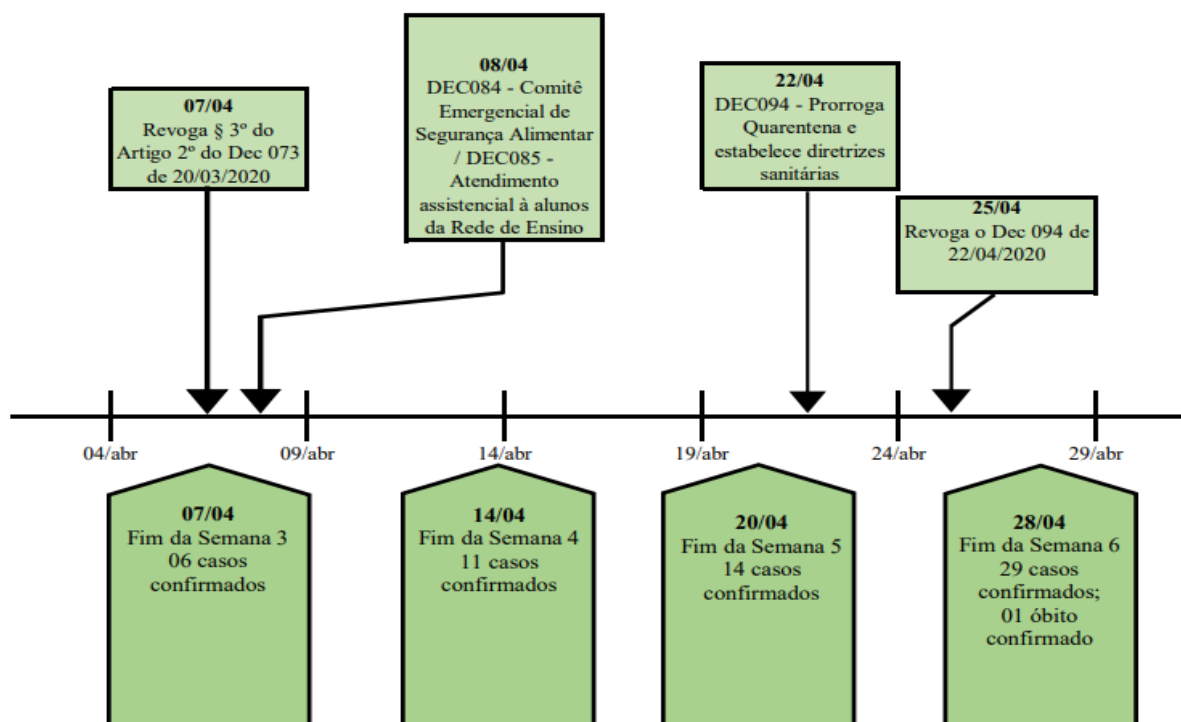 07/04
Revoga § 3º do
Artigo 2º do Dec 073
de 20/03/2020
08/04
DEC084 - Comitê
Emergencial de
Segurança Alimentar
/ DEC085 -
Atendimento
assistencial à alunos
da Rede de Ensino
22/04
DEC094 - Prorroga
Quarentena e
estabelece diretrizes
sanitárias
25/04
Revoga o Dec 094 de
22/04/2020
04/abr
09/abr
14/abr
19/abr
24/abr
29/abr
07/04
Fim da Semana 3
06 casos
confirmados
14/04
Fim da Semana 4
11 casos
confirmados
20/04
Fim da Semana 5
14 casos
confirmados
28/04
Fim da Semana 6
29 casos
confirmados;
01 óbito
confirmado